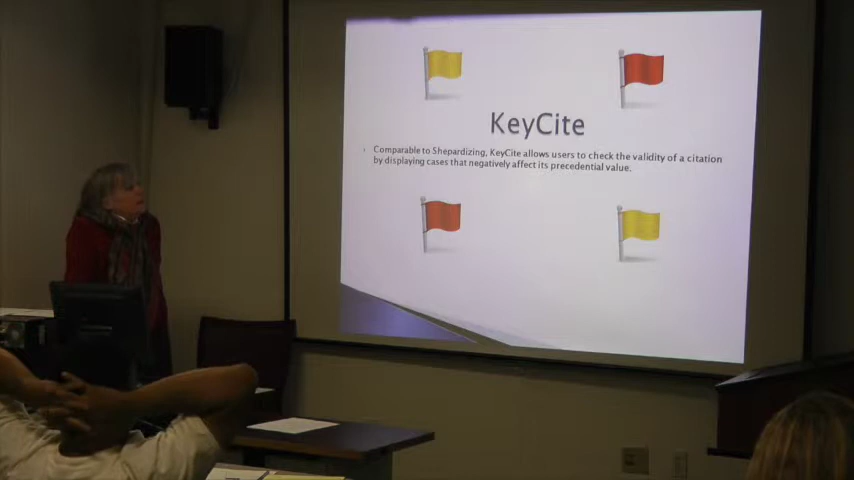 KeyCite
Comparable to Shepardizing, KeyCite allows users to check the validity of a citation
by displaying cases that negatively affect its precedential value.